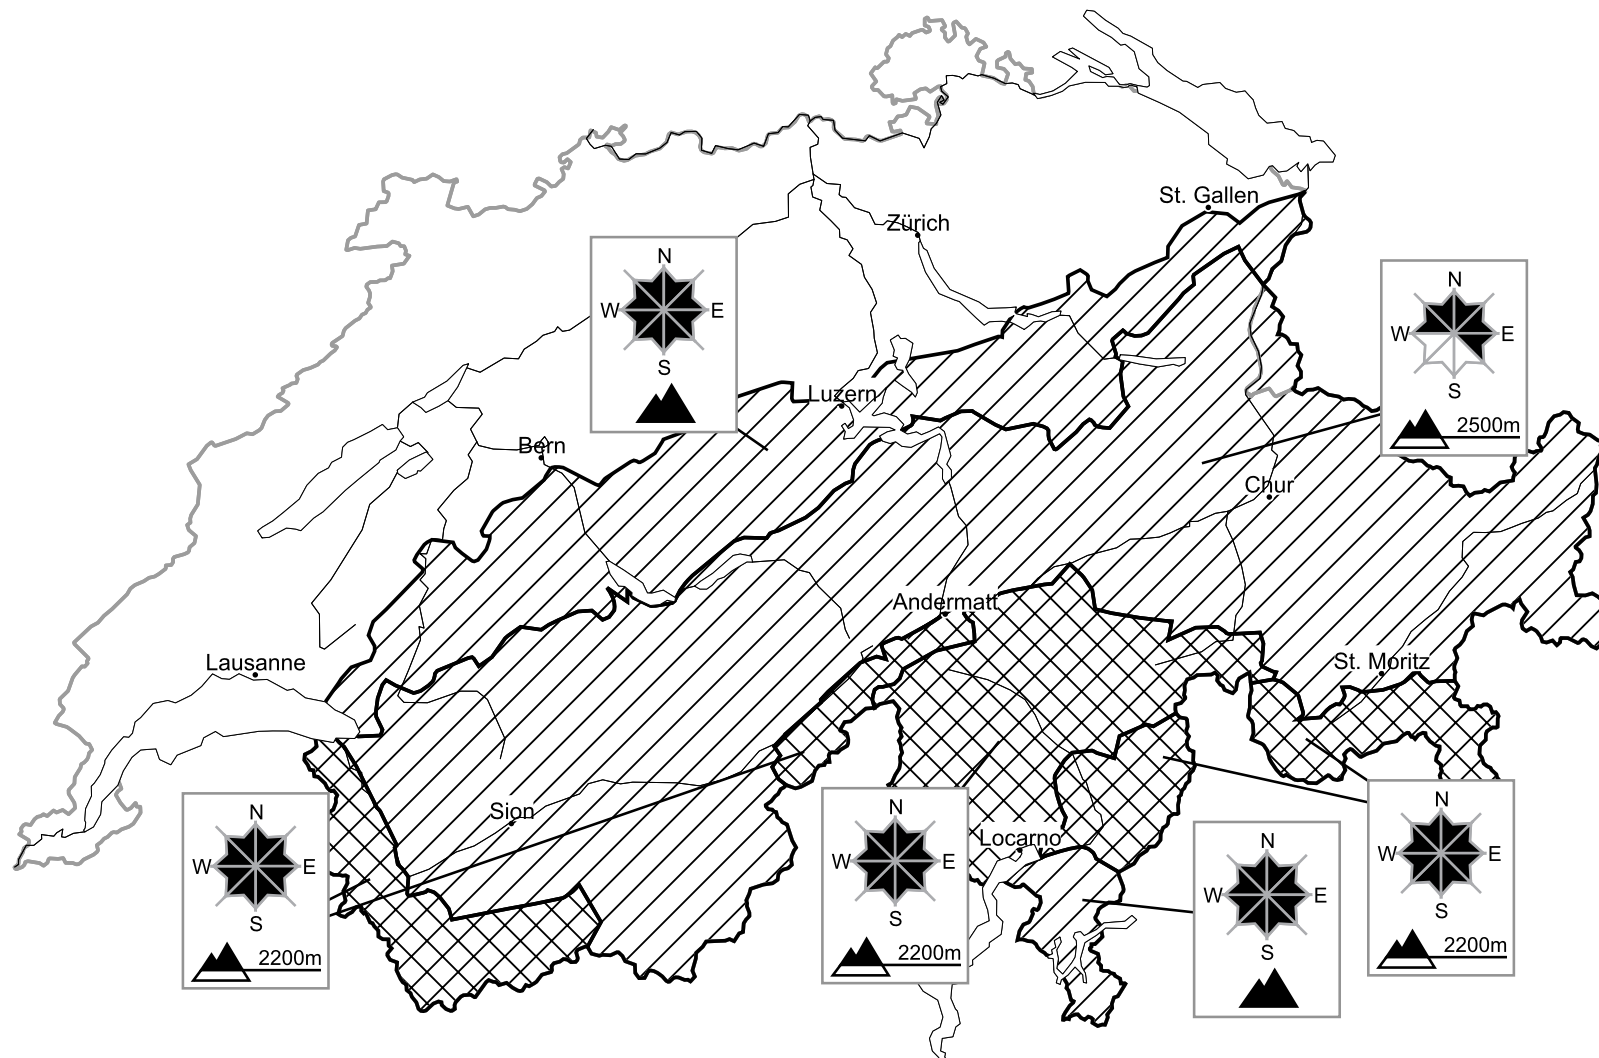 St. Gallen
Zürich
N
W E
S
N
W E
S
2500m
Luzern
Bern
Chur
Andermatt
St. Moritz
Lausanne
N
W E
S
2200m
Sion
N
W E
S
2200m
Locarno
N
W E
S
N
W E
S
2200m